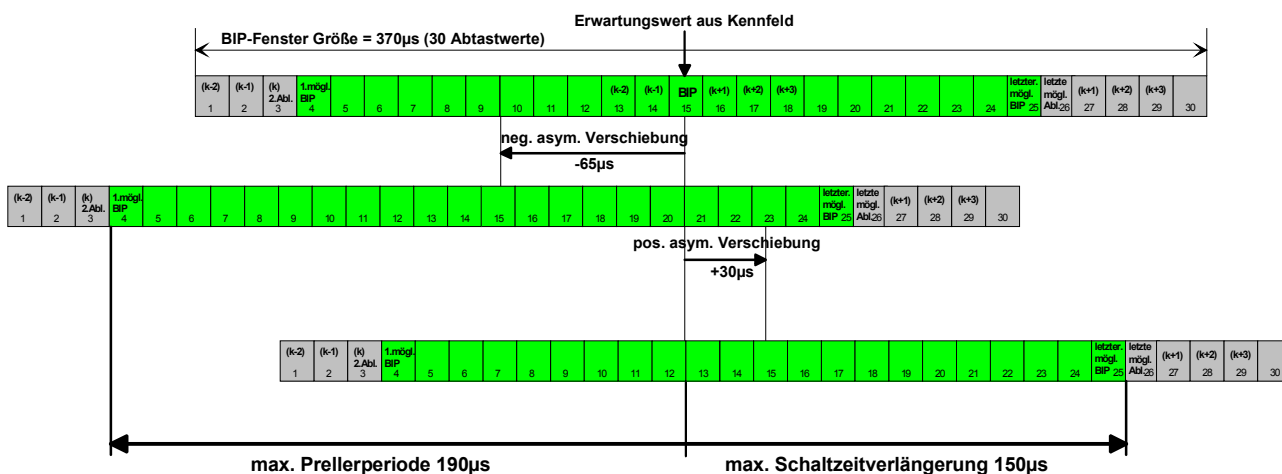 Erwartungswert aus Kennfeld
BIP-Fenster Größe = 370µs (30 Abtastwerte)
(k-2) (k-1) (k) 1.mögl. (k-2) (k-1) BIP (k+1) (k+2) (k+3) letzter. letzte (k+1) (k+2) (k+3)
2.Abl. BIP mögl. mögl.
1 2 3 4 5 6 7 8 9 10 11 12 13 14 15 16 17 18 19 20 21 22 23 24 BIP 25 Abl.26 27 28 29 30
neg. asym. Verschiebung
-65µs
(k-2) (k-1) (k) 1.mögl. letzter. letzte (k+1) (k+2) (k+3)
2.Abl. BIP mögl. mögl.
1 2 3 4 5 6 7 8 9 10 11 12 13 14 15 16 17 18 19 20 21 22 23 24 BIP 25 Abl.26 27 28 29 30
pos. asym. Verschiebung
+30µs
(k-2) (k-1) (k) 1.mögl. letzter. letzte (k+1) (k+2) (k+3)
2.Abl. BIP mögl. mögl.
1 2 3 4 5 6 7 8 9 10 11 12 13 14 15 16 17 18 19 20 21 22 23 24 BIP 25 Abl.26 27 28 29 30
max. Prellerperiode 190µs
max. Schaltzeitverlängerung 150µs